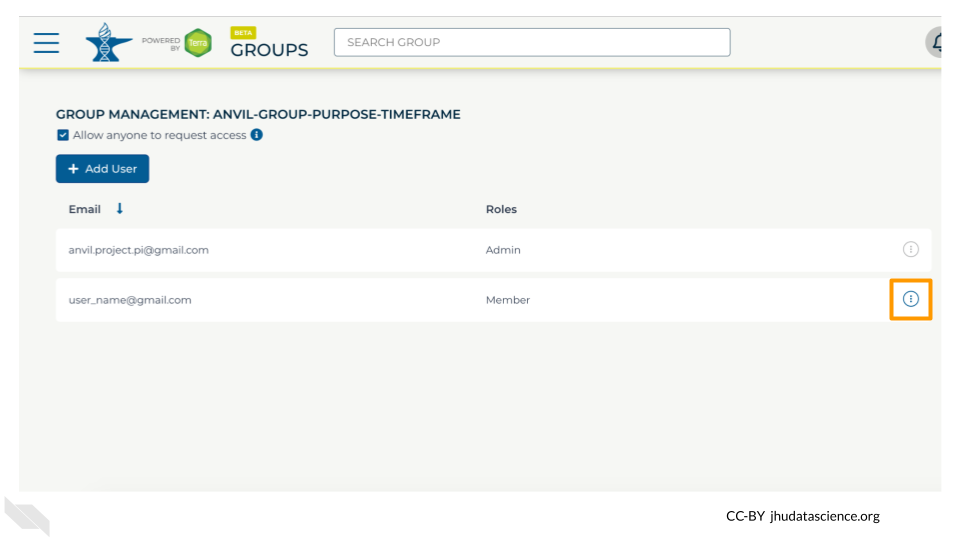 POWERED BY
Terra
BETA
GROUPS
SEARCH GROUP
GROUP MANAGEMENT: ANVIL-GROUP-PURPOSE-TIMEFRAME
Allow anyone to request access
+ Add User
Email Roles
anvil.project.pi@gmail.com Admin
user_name@gmail.com Member
CC-BY jhudatascience.org